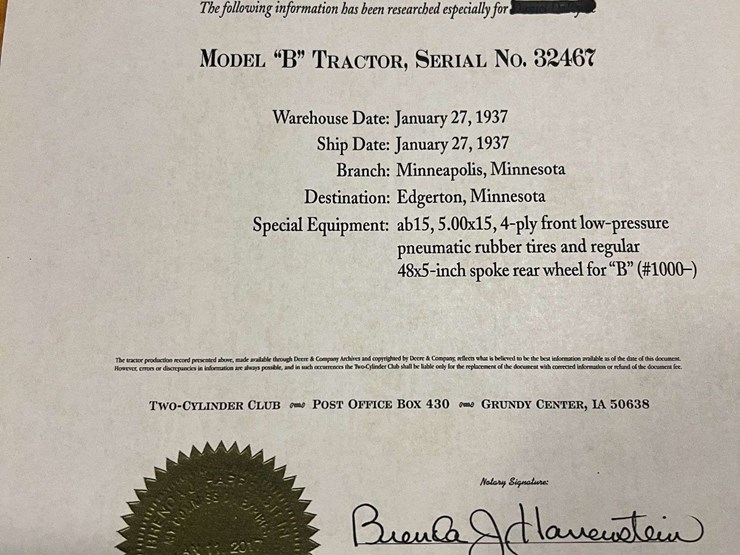 The following information has been researched especially for
MODEL “B” TRACTOR, SERIAL NO. 32467
Warehouse Date: January 27, 1937
Ship Date: January 27, 1937
Branch: Minneapolis, Minnesota
Destination: Edgerton, Minnesota
Special Equipment: ab15, 5.00x15, 4-ply front low-pressure
pneumatic rubber tires and regular
48x5-inch spoke rear wheel for “B” (#1000–)
The tractor production record presented above, made available through Deere & Company Archives and copyrighted by Deere & Company, reflects what is believed to be the best information available as of the date of this document.
However, errors or discrepancies in information are always possible, and in such occurrences the Two-Cylinder Club shall be liable only for the replacement of the document with corrected information or refund of the document fee.
TWO-CYLINDER CLUB POST OFFICE BOX 430 GRUNDY CENTER, IA 50638
Notary Signature:
Brenda J